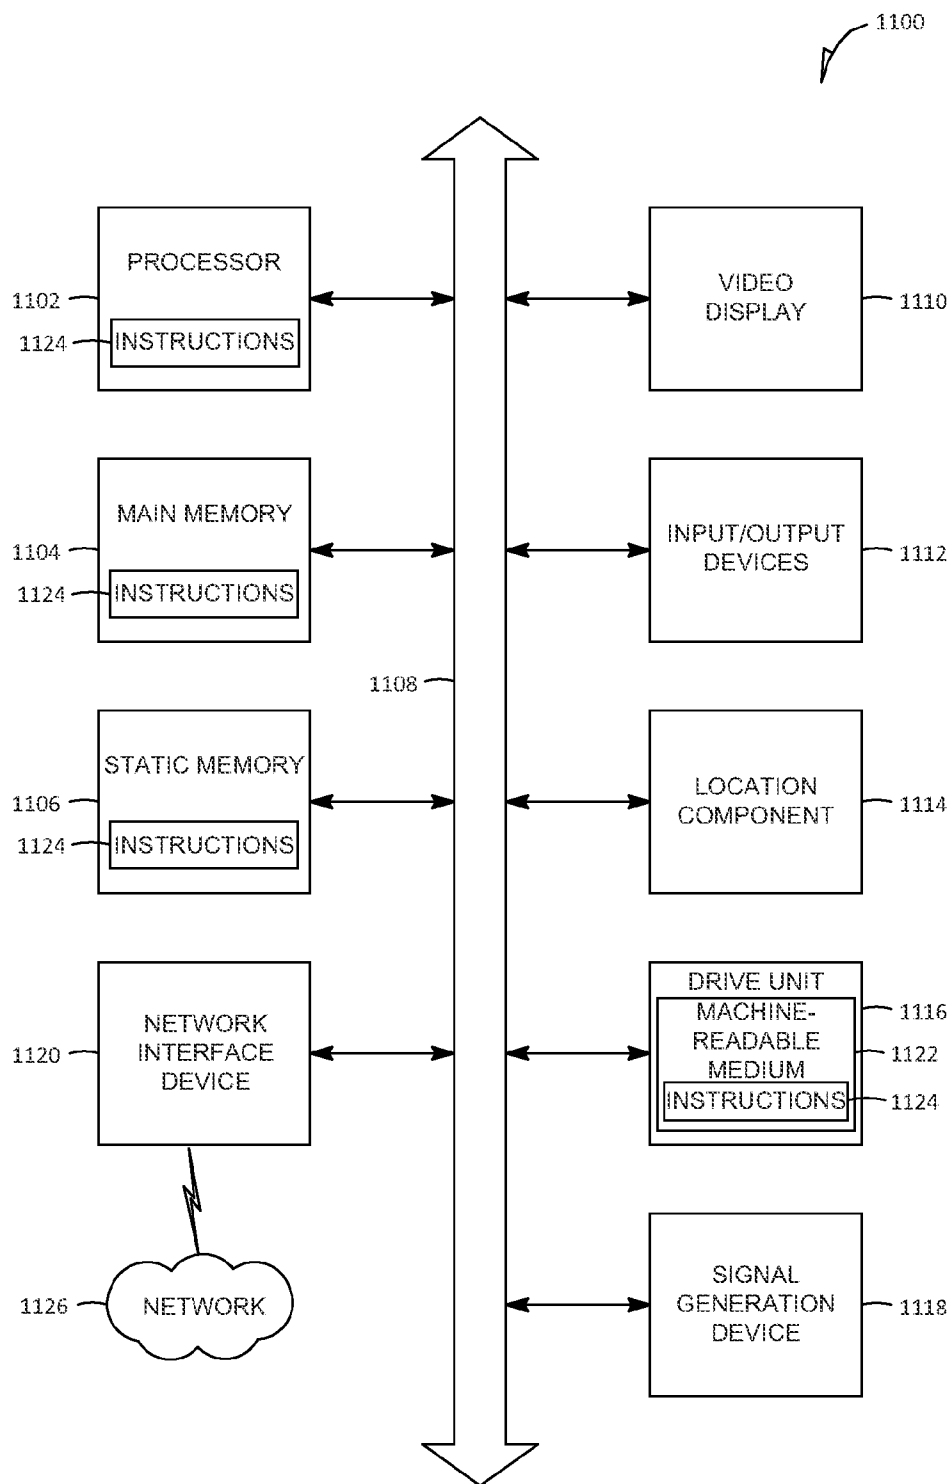 1100
PROCESSOR
1102
1124
INSTRUCTIONS
VIDEO
DISPLAY
1110
MAIN MEMORY
1104
1124
INSTRUCTIONS
INPUT/OUTPUT
DEVICES
1112
1108
STATIC MEMORY
1106
1124
INSTRUCTIONS
LOCATION
COMPONENT
1114
NETWORK
INTERFACE
DEVICE
1120
DRIVE UNIT
1116
MACHINE-
READABLE
MEDIUM
1122
INSTRUCTIONS
1124
1126
NETWORK
SIGNAL
GENERATION
DEVICE
1118